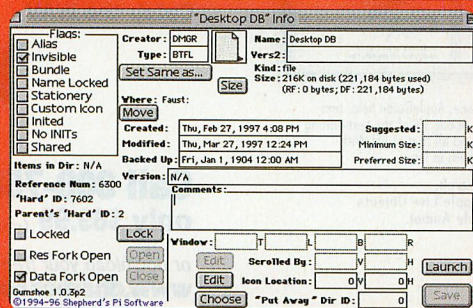 "Desktop DB" Info
Flags:
Alias
Invisible
Bundle
Name Locked
Stationery
Custom Icon
Inited
No INITs
Shared
Items in Dir: N/A
Reference Num: 6300
'Hard' ID: 7602
Parent's 'Hard' ID: 2
Locked
Lock
Res Fork Open
Open
Data Fork Open
Close
Gumshoe 1.0.3p2
©1994-96 Shepherd's Pi Software
Creator: DMGR
Type: BTFL
Set Same as...
Size
Name: Desktop DB
Vers2:
Kind: file
Size: 216K on disk (221,184 bytes used)
(RF: 0 bytes; DF: 221,184 bytes)
Where: Faust:
Move
Created: Thu, Feb 27, 1997 4:08 PM
Modified: Thu, Mar 27, 1997 12:24 PM
Backed Up: Fri, Jan 1, 1904 12:00 AM
Suggested: K
Minimum Size: K
Preferred Size: K
Version: N/A
Comments:
Window: T L B R
Edit Scrolled By: V H
Edit Icon Location: 0 V 0 H
Choose "Put Away" Dir ID: 0
Launch
Save